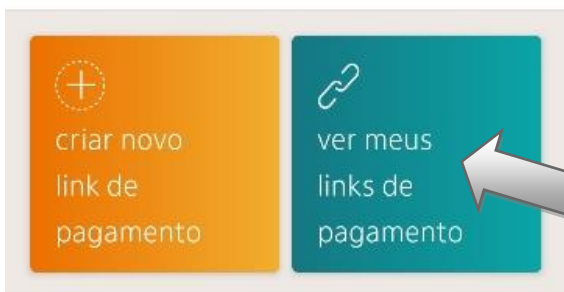 criar novo
link de
pagamento
ver meus
links de
pagamento